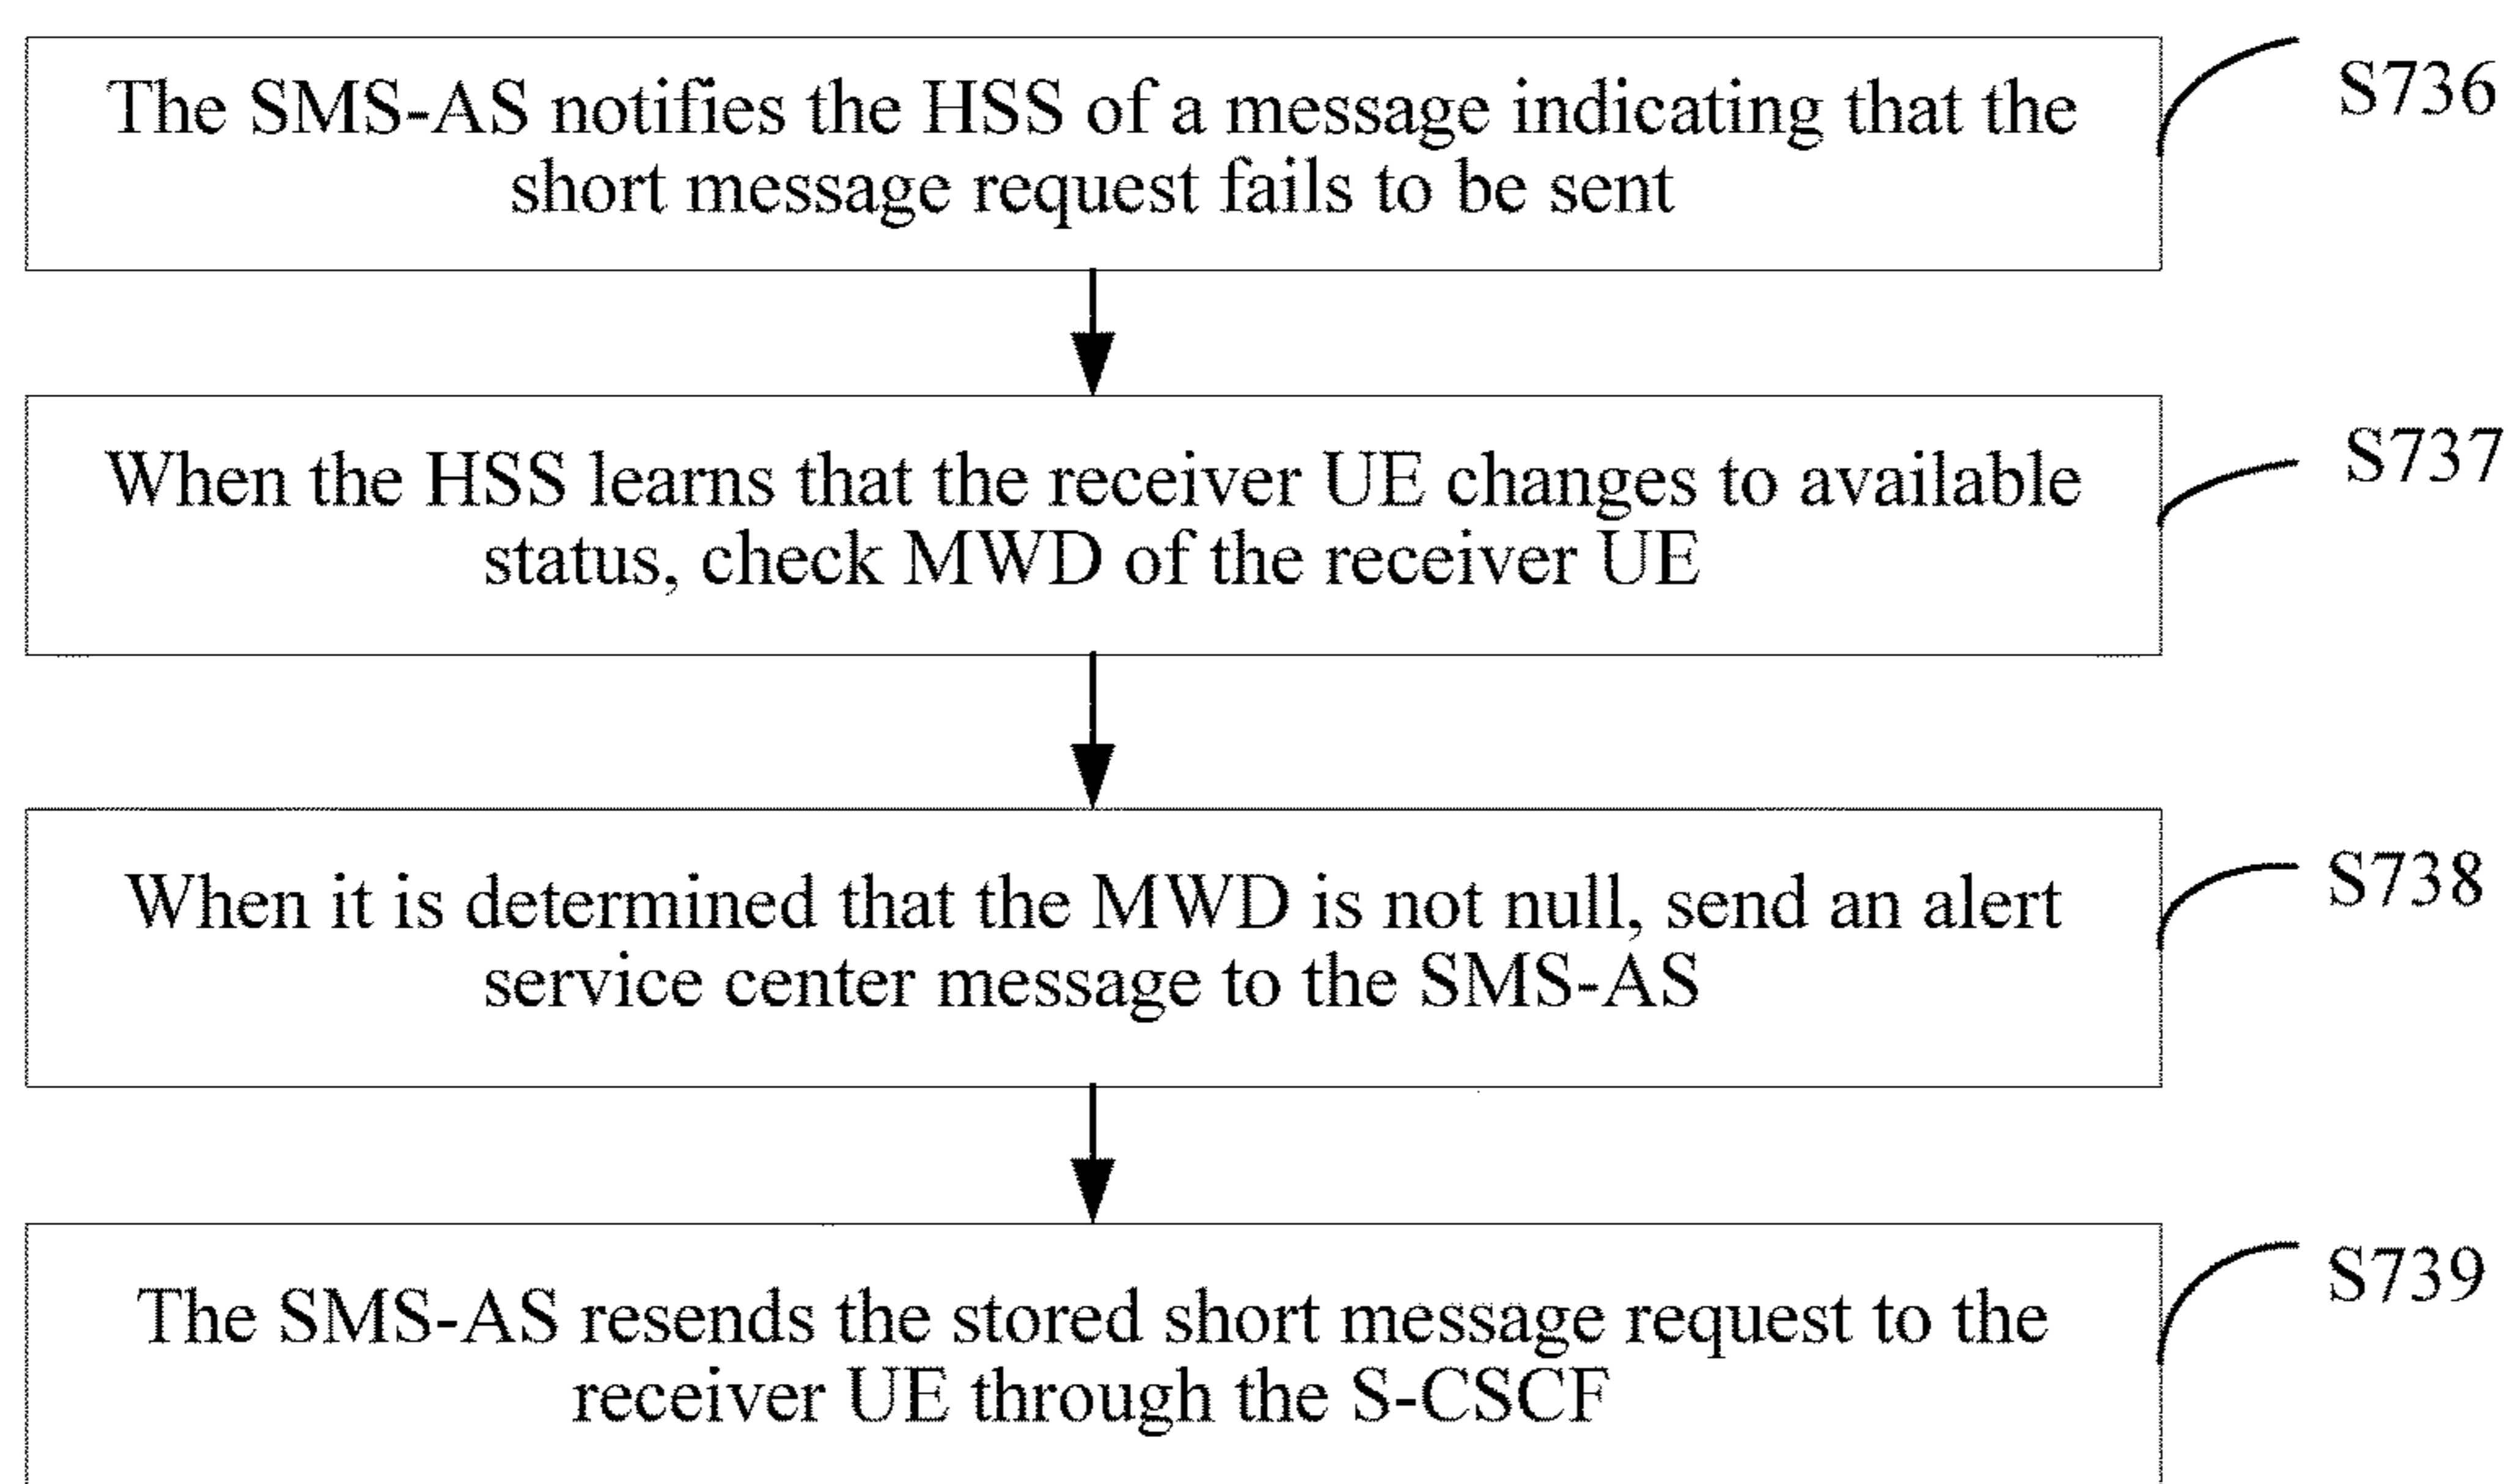 The SMS-AS notifies the HSS of a message indicating that the
short message request fails to be sent
S736
When the HSS learns that the receiver UE changes to available
status, check MWD of the receiver UE
S737
When it is determined that the MWD is not null, send an alert
service center message to the SMS-AS
S738
The SMS-AS resends the stored short message request to the
receiver UE through the S-CSCF
S739